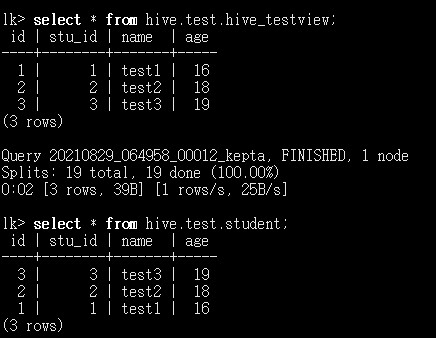 lk> select * from hive.test.hive_testview;
 id | stu_id | name  | age
----+--------+-------+-----
  1 |      1 | test1 |  16
  2 |      2 | test2 |  18
  3 |      3 | test3 |  19
(3 rows)
Query 20210829_064958_00012_kepta, FINISHED, 1 node
Splits: 19 total, 19 done (100.00%)
0:02 [3 rows, 39B] [1 rows/s, 25B/s]
lk> select * from hive.test.student;
 id | stu_id | name  | age
----+--------+-------+-----
  3 |      3 | test3 |  19
  2 |      2 | test2 |  18
  1 |      1 | test1 |  16
(3 rows)